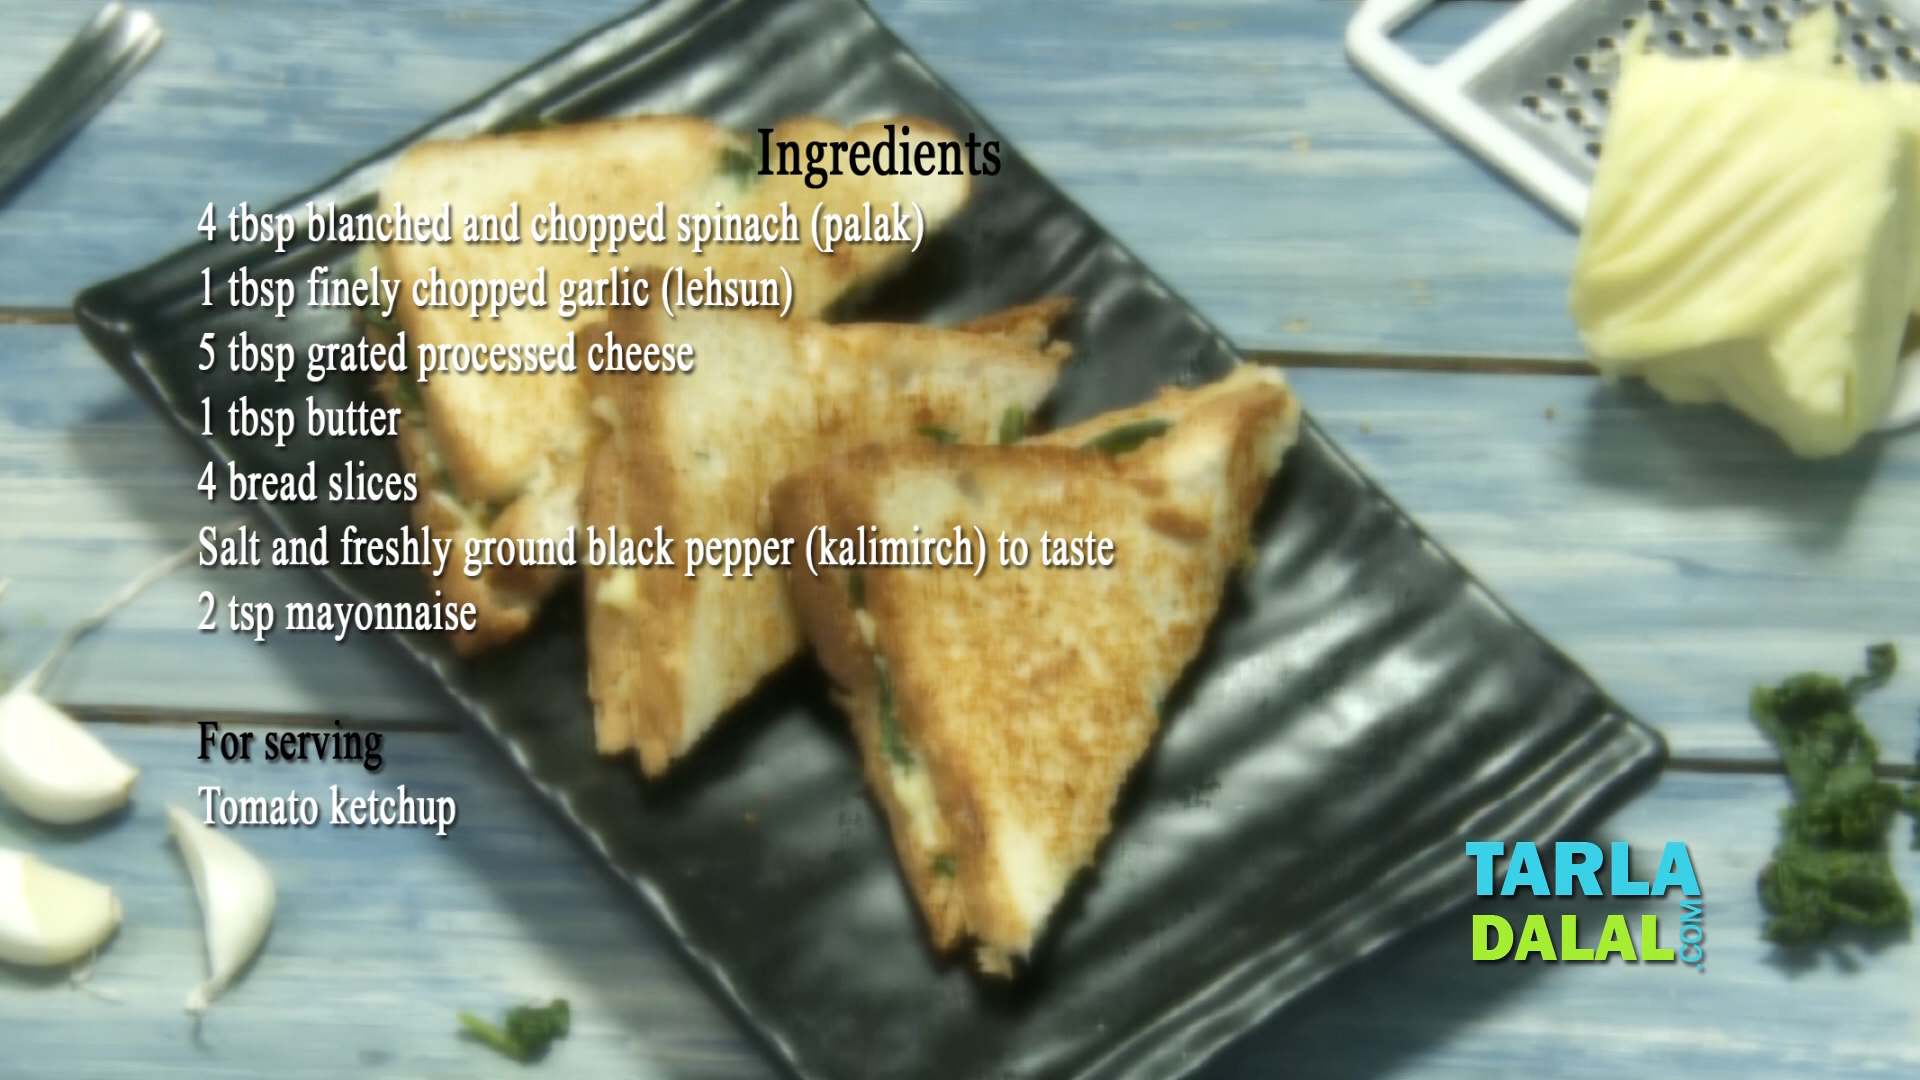 Ingredients
4 tbsp blanched and chopped spinach (palak)
1 tbsp finely chopped garlic (lehsun)
5 tbsp grated processed cheese
1 tbsp butter
4 bread slices
Salt and freshly ground black pepper (kalimirch) to taste
2 tsp mayonnaise
For serving
Tomato ketchup
TARLA
DALAL
.COM